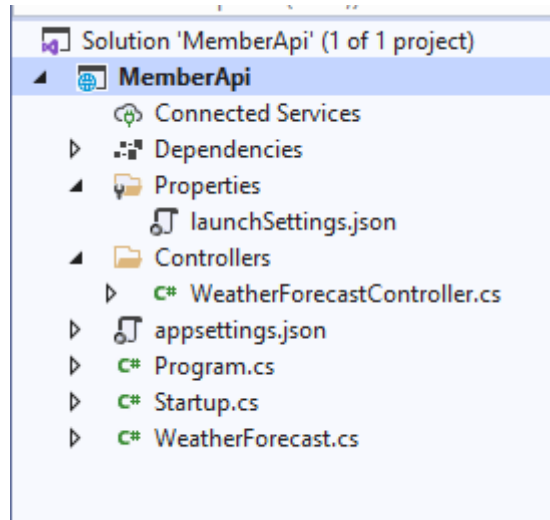 Solution 'MemberApi' (1 of 1 project)
MemberApi
Connected Services
Dependencies
Properties
launchSettings.json
Controllers
C# WeatherForecastController.cs
appsettings.json
C# Program.cs
C# Startup.cs
C# WeatherForecast.cs